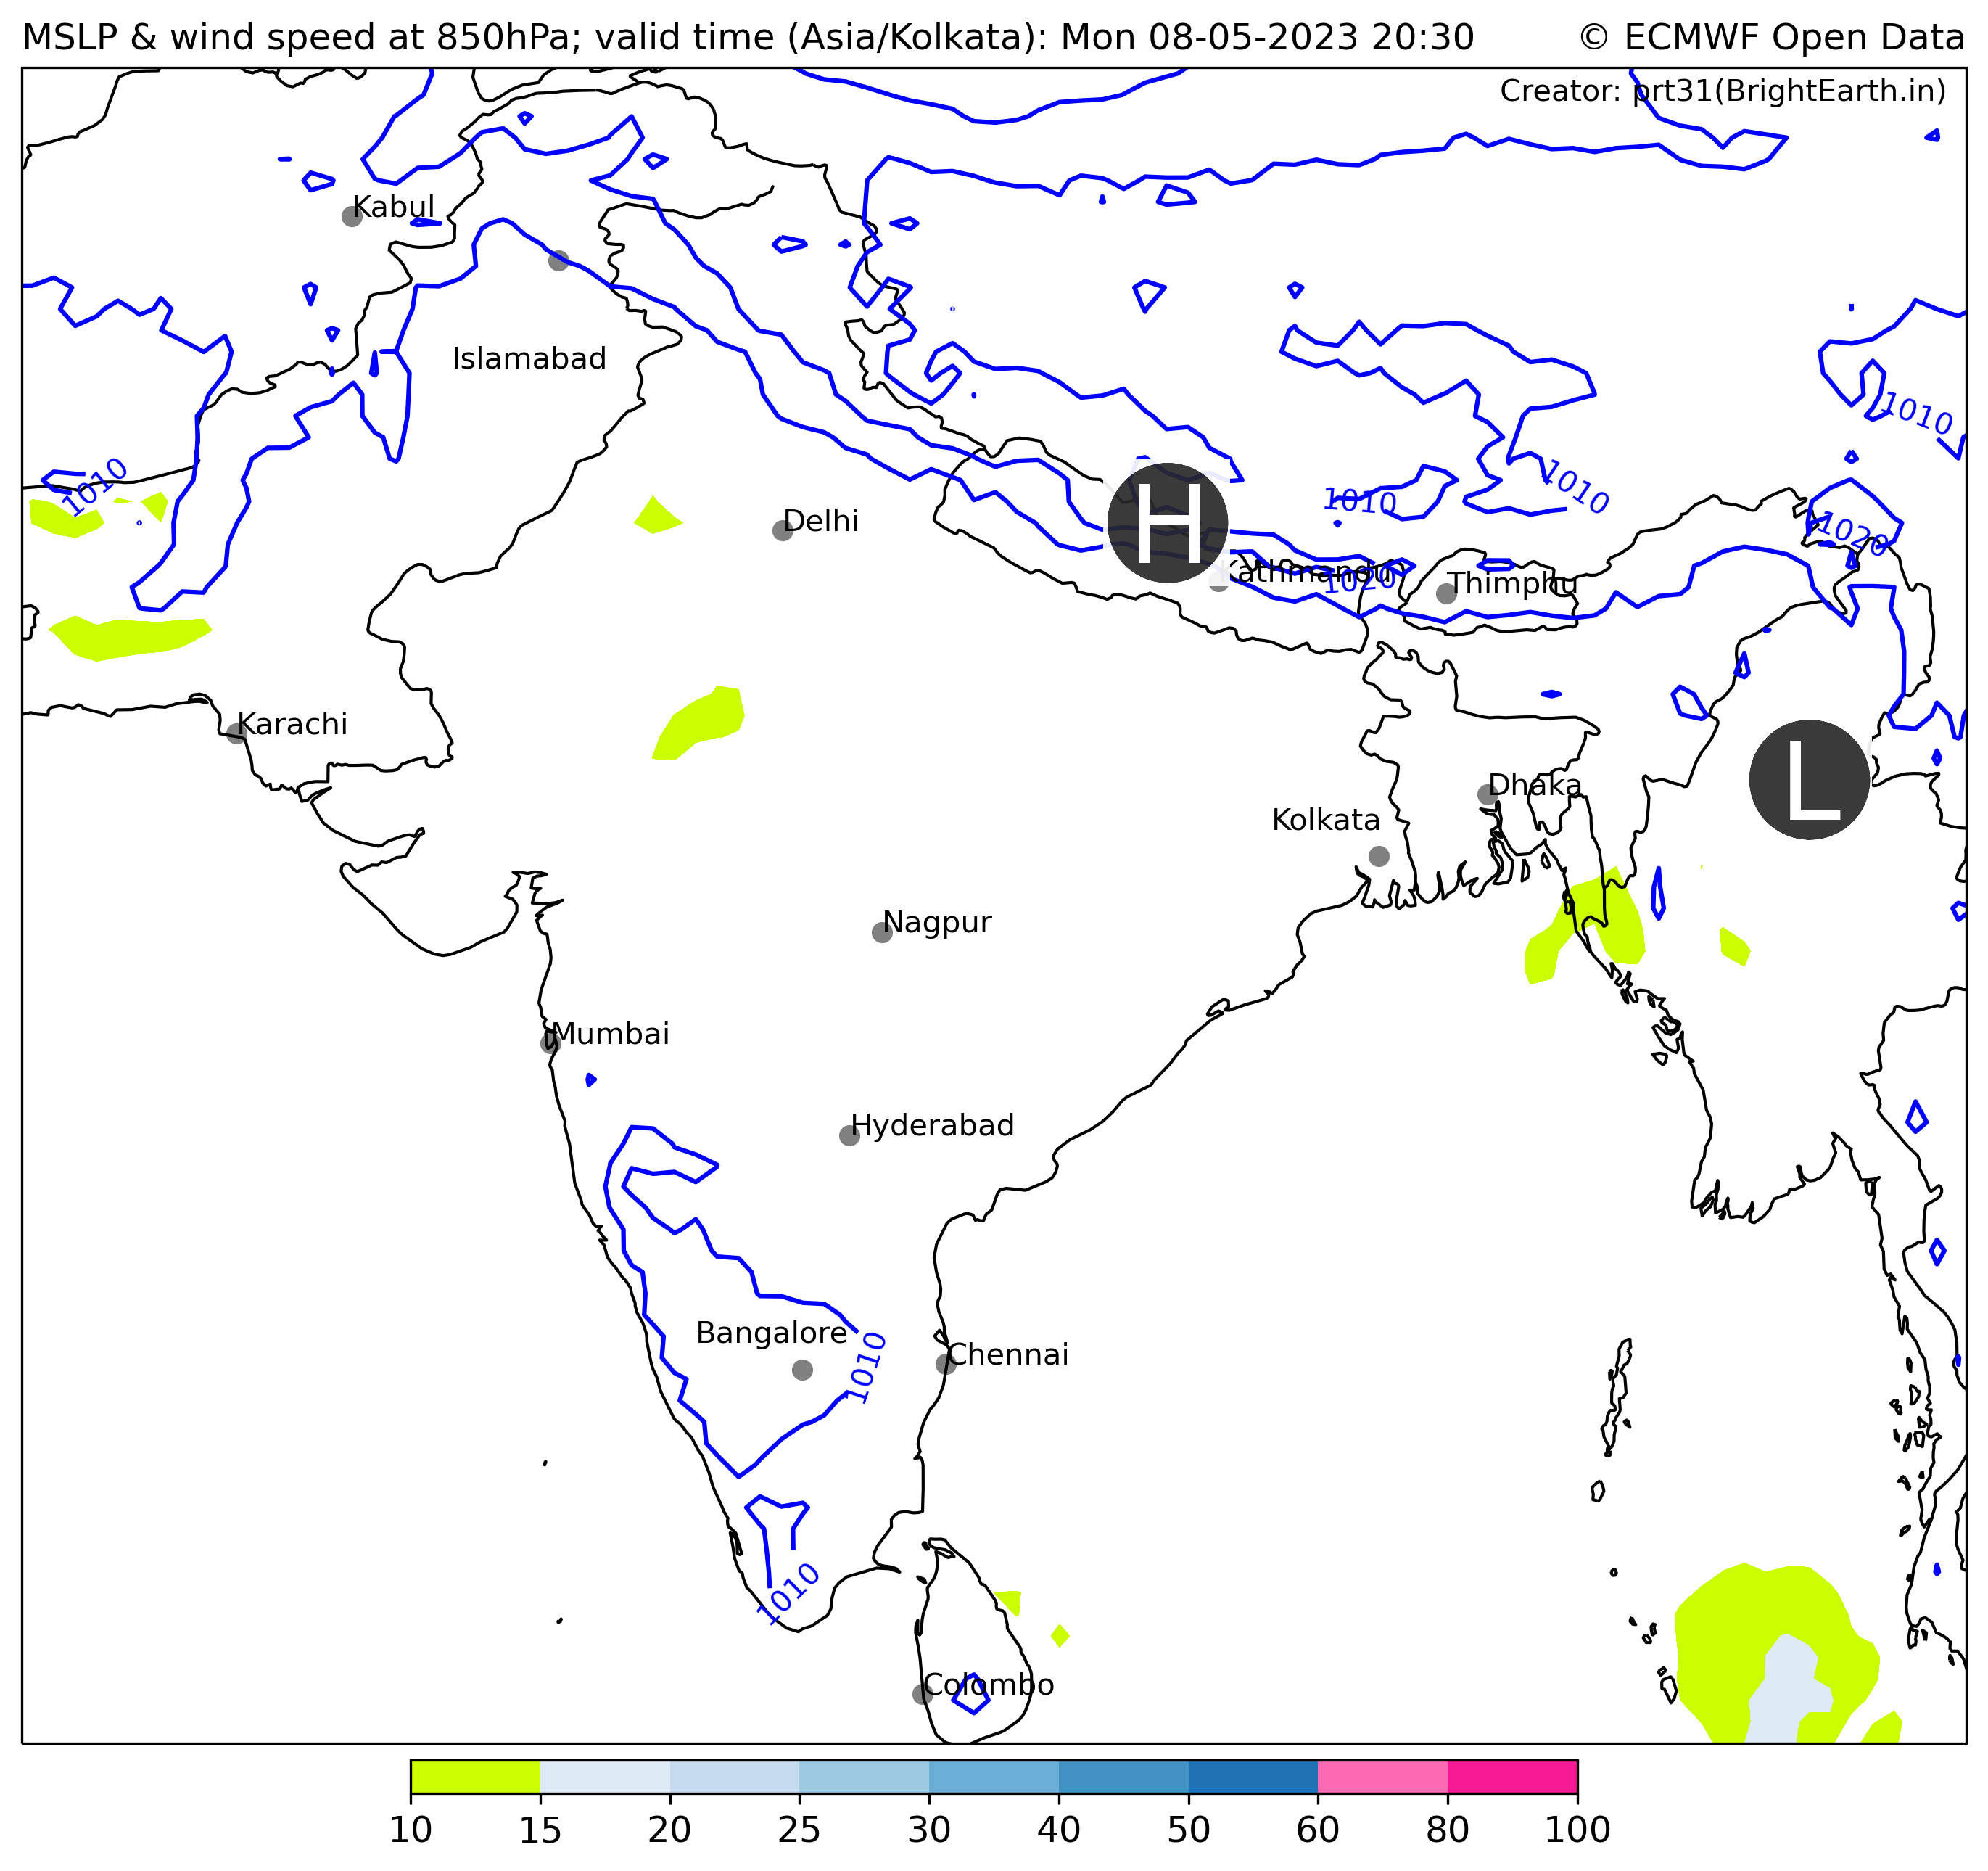 MSLP & wind speed at 850hPa; valid time (Asia/Kolkata): Mon 08-05-2023 20:30
© ECMWF Open Data
Creator: prt31(BrightEarth.in)
Kabul
Islamabad
1010
1010
1010
1010
H
Delhi
1020
Kathmandu
1020
Thimphu
Karachi
L
Dhaka
Kolkata
Nagpur
Mumbai
Hyderabad
Bangalore
1010
Chennai
1010
Colombo
10 15 20 25 30 40 50 60 80 100